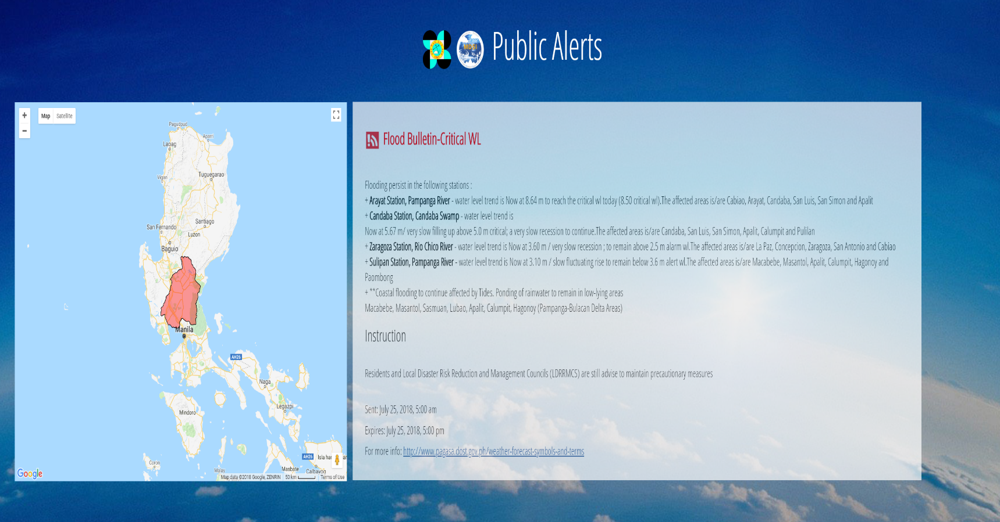 MDSI
Public Alerts
+
−
Map Satellite
Pagudpud
Aparri
Laoag
Vigan
Tuguegarao
Santiago
San Fernando
Luzon
Baguio
Manila
AH26
Naga
Legazpi
Mindoro
AH26
Isla ha
an
Coron
Malay
Masbate
Calbayog
Google
Map data ©2018 Google, ZENRIN 50 km Terms of Use
Flood Bulletin-Critical WL
Flooding persist in the following stations :
+ Arayat Station, Pampanga River - water level trend is Now at 8.64 m to reach the critical wl today (8.50 critical wl).The affected areas is/are Cabiao, Arayat, Candaba, San Luis, San Simon and Apalit
+ Candaba Station, Candaba Swamp - water level trend is
Now at 5.67 m/ very slow filling up above 5.0 m critical; a very slow recession to continue.The affected areas is/are Candaba, San Luis, San Simon, Apalit, Calumpit and Pulilan
+ Zaragoza Station, Rio Chico River - water level trend is Now at 3.60 m / very slow recession ; to remain above 2.5 m alarm wl.The affected areas is/are La Paz, Concepcion, Zaragoza, San Antonio and Cabiao
+ Sulipan Station, Pampanga River - water level trend is Now at 3.10 m / slow fluctuating rise to remain below 3.6 m alert wl.The affected areas is/are Macabebe, Masantol, Apalit, Calumpit, Hagonoy and
Paombong
+ **Coastal flooding to continue affected by Tides. Ponding of rainwater to remain in low-lying areas
Macabebe, Masantol, Sasmuan, Lubao, Apalit, Calumpit, Hagonoy (Pampanga-Bulacan Delta Areas)
Instruction
Residents and Local Disaster Risk Reduction and Management Councils (LDRRMCS) are still advise to maintain precautionary measures
Sent: July 25, 2018, 5:00 am
Expires: July 25, 2018, 5:00 pm
For more info: http://www.pagasa.dost.gov.ph/weather-forecast-symbols-and-terms